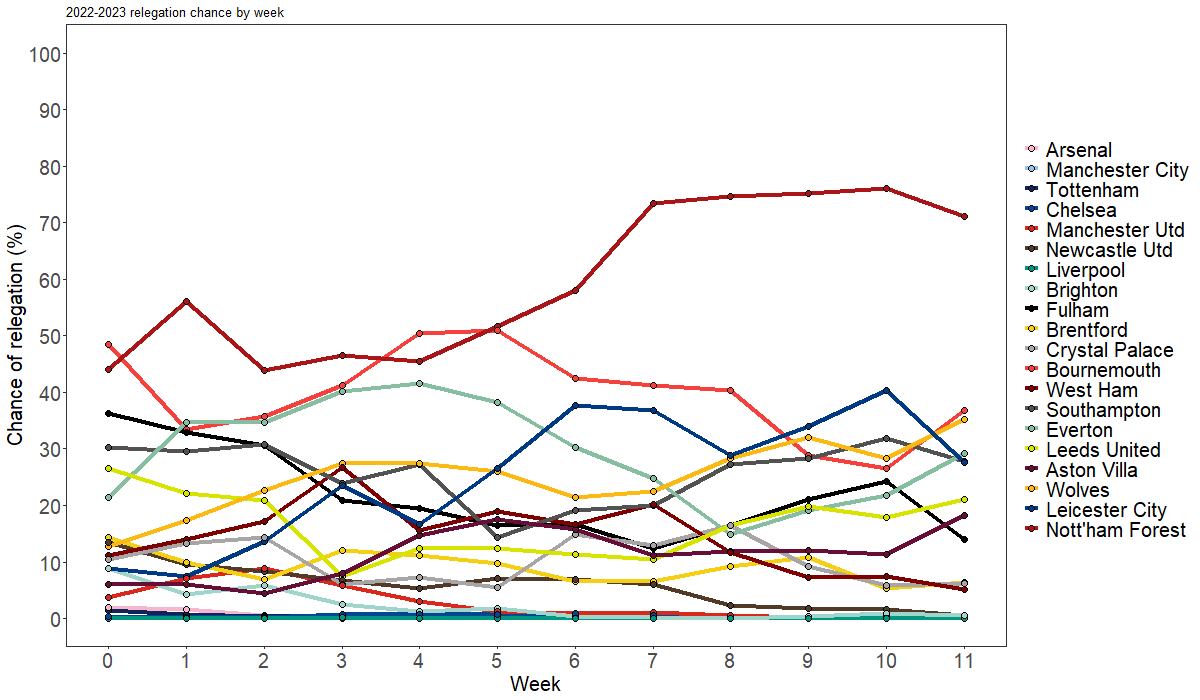 2022-2023 relegation chance by week
Chance of relegation (%)
100
90
80
70
60
50
40
30
20
10
0
0 1 2 3 4 5 6 7 8 9 10 11
Week
Arsenal
Manchester City
Tottenham
Chelsea
Manchester Utd
Newcastle Utd
Liverpool
Brighton
Fulham
Brentford
Crystal Palace
Bournemouth
West Ham
Southampton
Everton
Leeds United
Aston Villa
Wolves
Leicester City
Nott'ham Forest